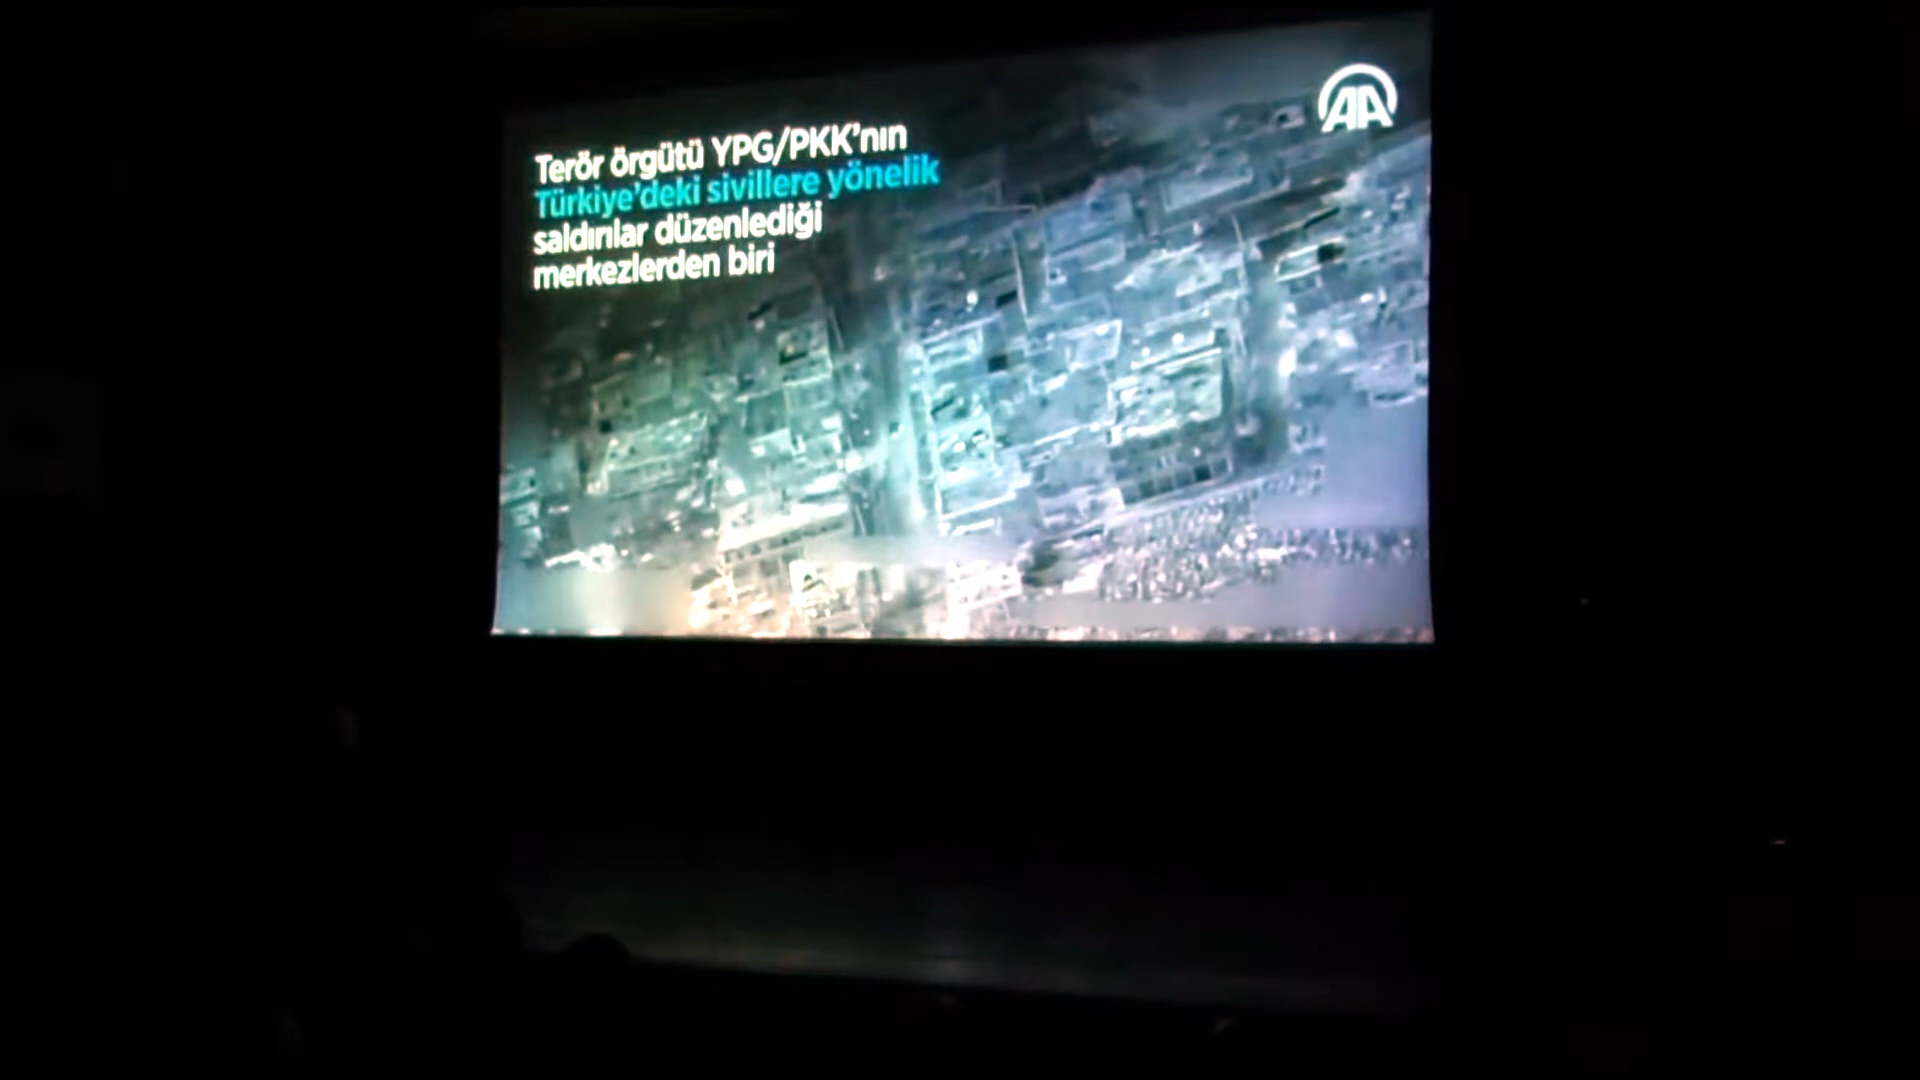 AA
Terör örgütü YPG/PKK'nın
Türkiye'deki sivillere yönelik
saldırılar düzenlediği
merkezlerden biri